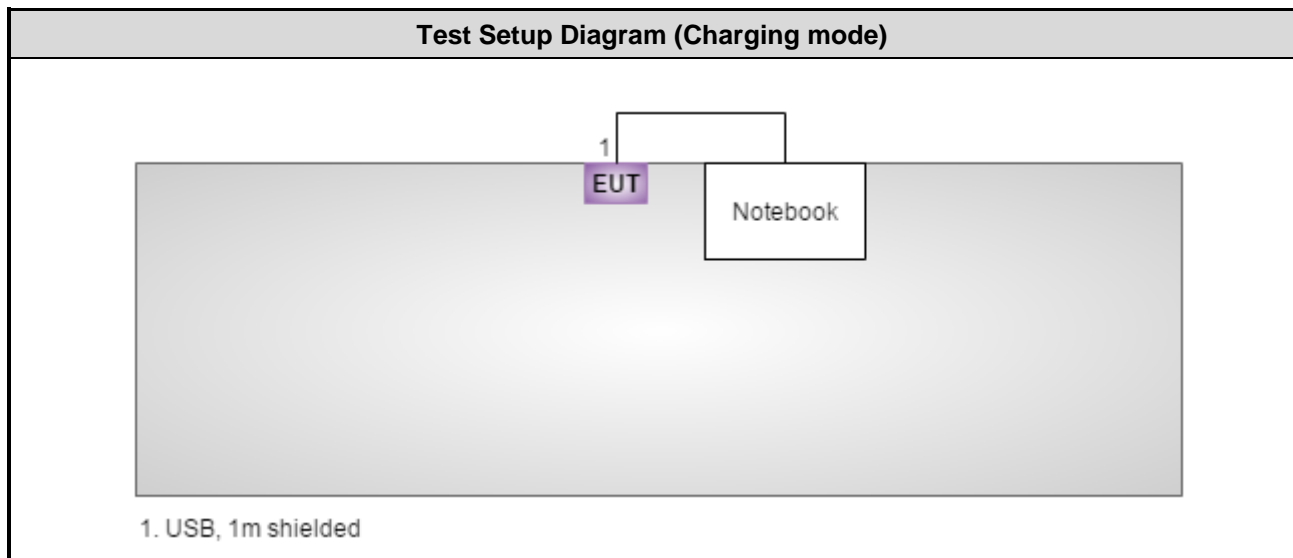 Test Setup Diagram (Charging mode)
1
EUT
Notebook
1. USB, 1m shielded